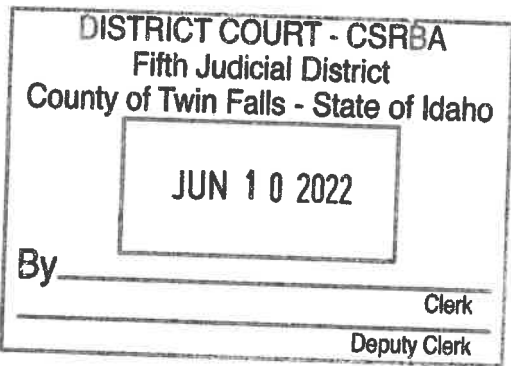 DISTRICT COURT - CSRBA
Fifth Judicial District
County of Twin Falls - State of Idaho
JUN 10 2022
By
Clerk
Deputy Clerk